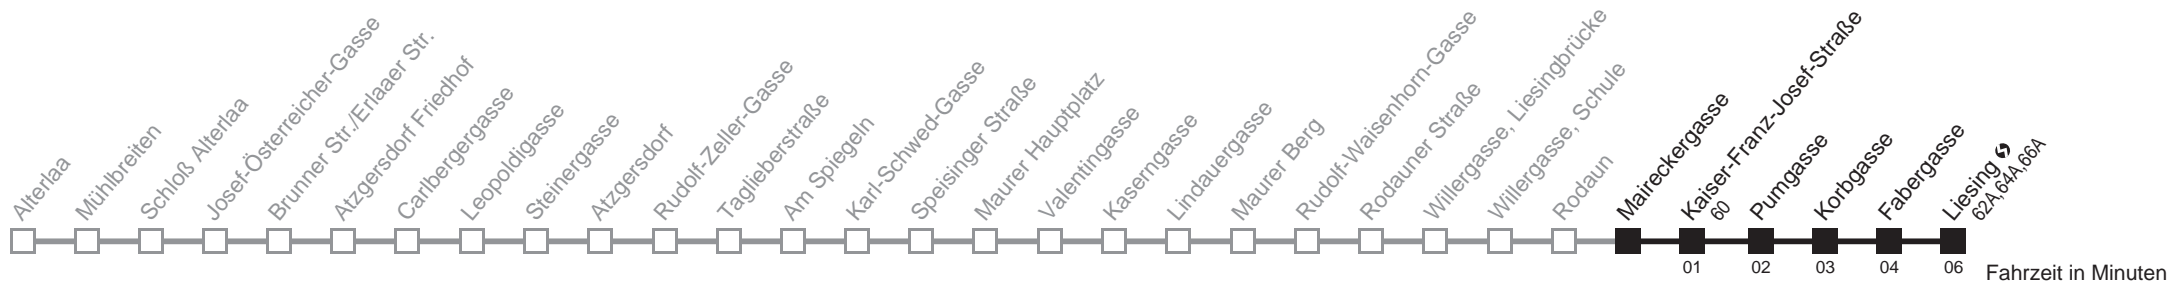 Alterlaa
Mühlbreiten
Schloß Alterlaa
Josef-Österreicher-Gasse
Brunner Str./Erlaaer Str.
Atzgersdorf Friedhof
Carlbergergasse
Leopoldigasse
Steinergasse
Atzgersdorf
Rudolf-Zeller-Gasse
Taglieberstraße
Am Spiegeln
Karl-Schwed-Gasse
Speisinger Straße
Maurer Hauptplatz
Valentingasse
Kaserngasse
Lindauergasse
Maurer Berg
Rudolf-Waisenhorn-Gasse
Rodauner Straße
Willergasse, Liesingbrücke
Willergasse, Schule
Rodaun
Maireckergasse
Kaiser-Franz-Josef-Straße
60
Pumgasse
Korbgasse
Fabergasse
Liesing
62A,64A,66A
01 02 03 04 06
Fahrzeit in Minuten